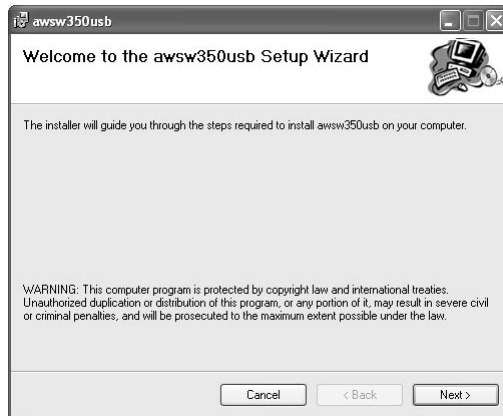 awsw350usb
Welcome to the awsw350usb Setup Wizard
The installer will guide you through the steps required to install awsw350usb on your computer.
WARNING: This computer program is protected by copyright law and international treaties.
Unauthorized duplication or distribution of this program, or any portion of it, may result in severe civil
or criminal penalties, and will be prosecuted to the maximum extent possible under the law.
Cancel
< Back
Next >